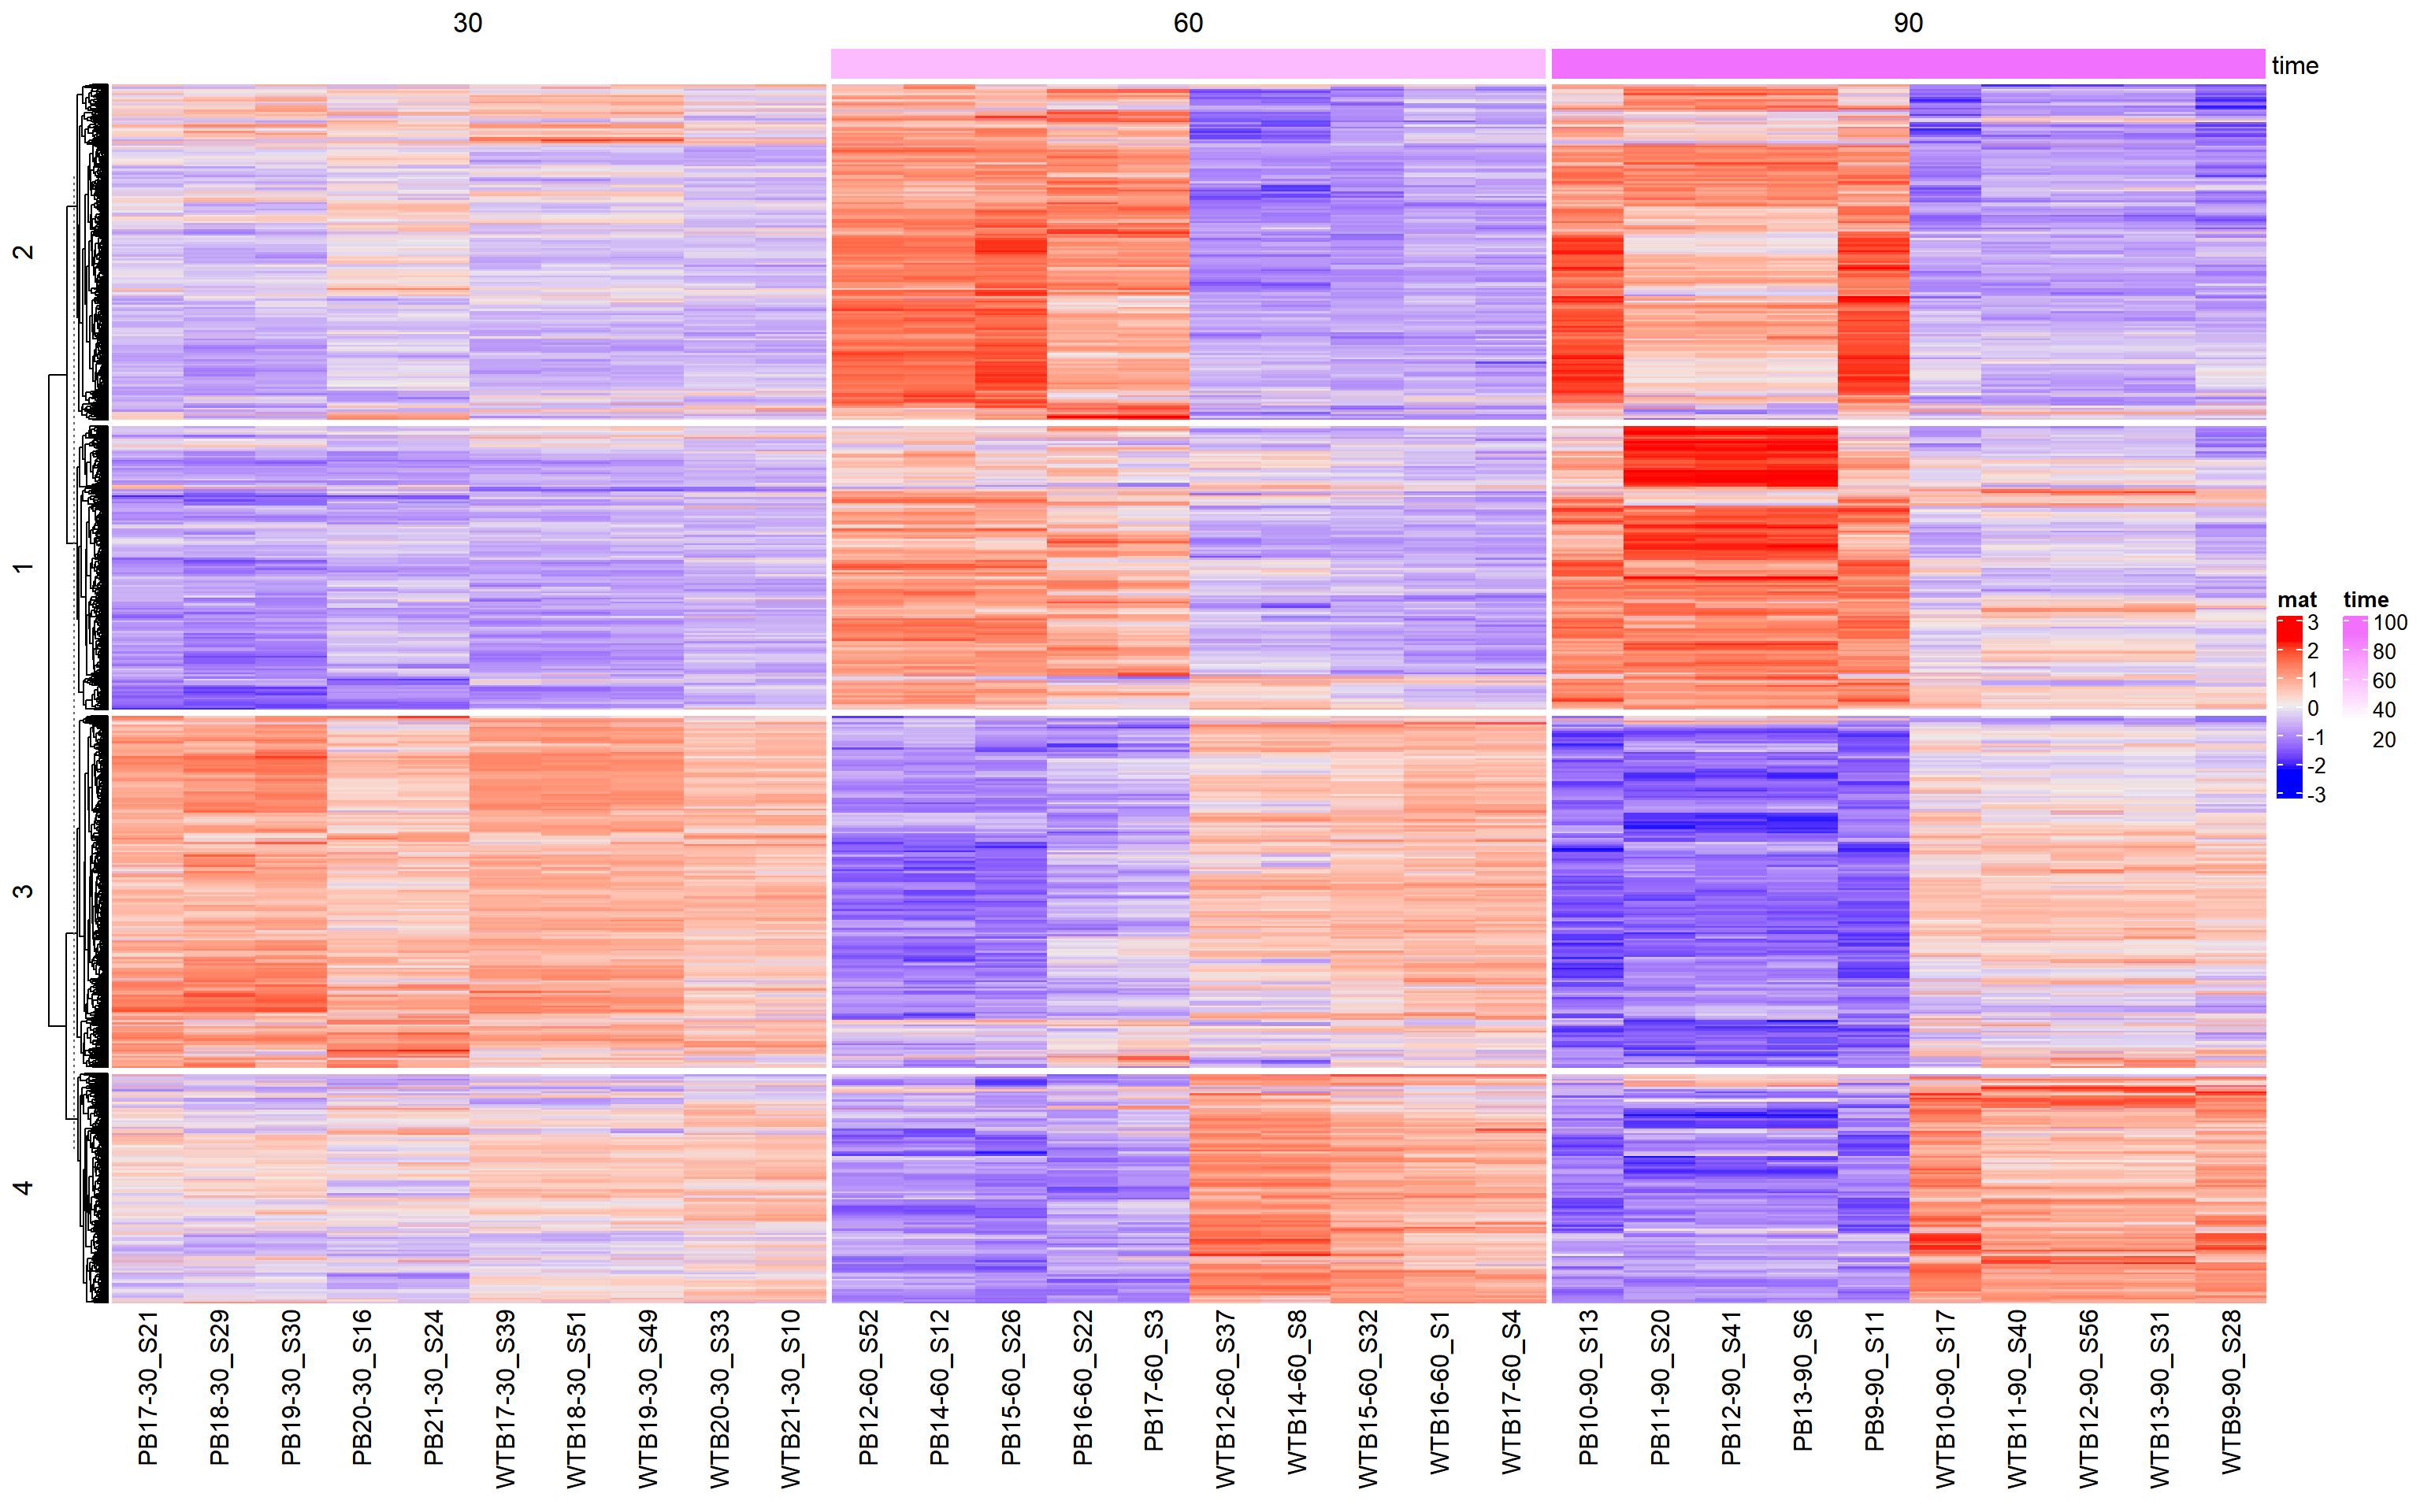 30 60 90
time
2
1
3
4
mat time
3 100
2 80
1 60
0 40
-1 20
-2
-3
PB17-30_S21
PB18-30_S29
PB19-30_S30
PB20-30_S16
PB21-30_S24
WTB17-30_S39
WTB18-30_S51
WTB19-30_S49
WTB20-30_S33
WTB21-30_S10
PB12-60_S52
PB14-60_S12
PB15-60_S26
PB16-60_S22
PB17-60_S3
WTB12-60_S37
WTB14-60_S8
WTB15-60_S32
WTB16-60_S1
WTB17-60_S4
PB10-90_S13
PB11-90_S20
PB12-90_S41
PB13-90_S6
PB9-90_S11
WTB10-90_S17
WTB11-90_S40
WTB12-90_S56
WTB13-90_S31
WTB9-90_S28